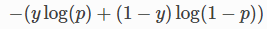 −(y log(p) + (1 − y) log(1 − p))